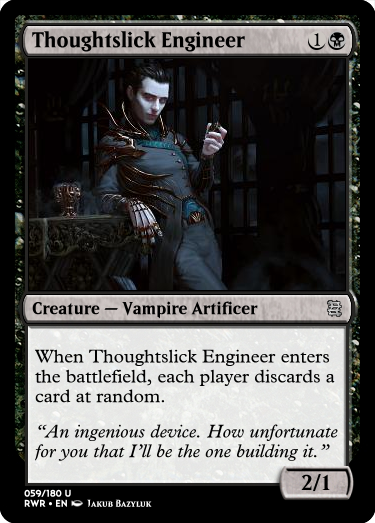 Thoughtslick Engineer 1
Creature — Vampire Artificer
When Thoughtslick Engineer enters
the battlefield, each player discards a
card at random.
“An ingenious device. How unfortunate
for you that I’ll be the one building it.”
2/1
059/180 U
RWR • EN Jakub Bazyluk